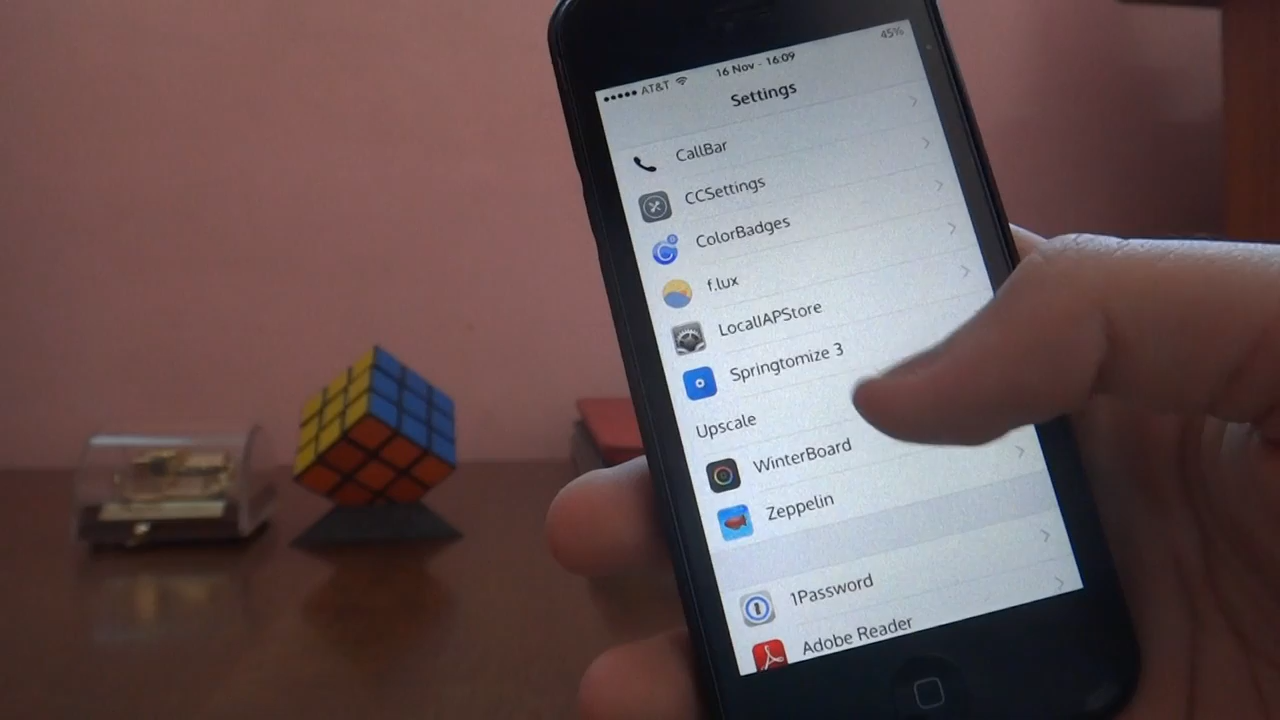 AT&T 16 Nov - 16:09 45%
Settings
CallBar
CCSettings
ColorBadges
f.lux
LocalIAPStore
Springtomize 3
Upscale
WinterBoard
Zeppelin
1Password
Adobe Reader